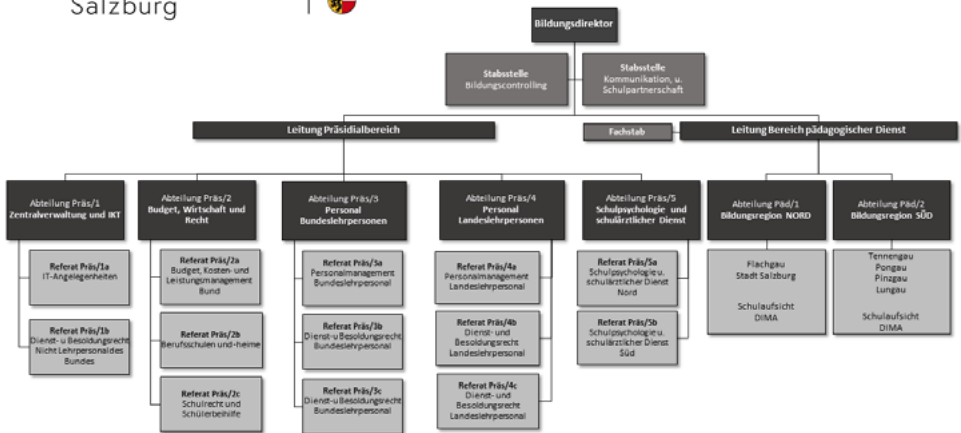 Salzburg
Bildungsdirektor
Stabsstelle
Bildungscontrolling
Stabsstelle
Kommunikation, u.
Schulpartnerschaft
Leitung Präsidialbereich
Fachstab
Leitung Bereich pädagogischer Dienst
Abteilung Präs/1
Zentralverwaltung und IKT
Abteilung Präs/2
Budget, Wirtschaft und
Recht
Abteilung Präs/3
Personal
Bundeslehrpersonen
Abteilung Präs/4
Personal
Landeslehrpersonen
Abteilung Präs/5
Schulpsychologie und
schulärztlicher Dienst
Abteilung Päd/1
Bildungsregion NORD
Abteilung Päd/2
Bildungsregion SÜD
Referat Präs/1a
IT-Angelegenheiten
Referat Präs/1b
Dienst- u Besoldungsrecht
Nicht Lehrpersonal des
Bundes
Referat Präs/2a
Budget, Kosten- und
Leistungsmanagement
Bund
Referat Präs/2b
Berufsschulen und -heime
Referat Präs/2c
Schulrecht und
Schülerbeihilfe
Referat Präs/3a
Personalmanagement
Bundeslehrpersonal
Referat Präs/3b
Dienst-u Besoldungsrecht
Bundeslehrpersonal
Referat Präs/3c
Dienst-u Besoldungsrecht
Bundeslehrpersonal
Referat Präs/4a
Personalmanagement
Landeslehrpersonal
Referat Präs/4b
Dienst- und
Besoldungsrecht
Landeslehrpersonal
Referat Präs/4c
Dienst- und
Besoldungsrecht
Landeslehrpersonal
Referat Präs/5a
Schulpsychologie u.
schulärztlicher Dienst
Nord
Referat Präs/5b
Schulpsychologie u.
schulärztlicher Dienst
Süd
Flachgau
Stadt Salzburg
Schulaufsicht
DIMA
Tennengau
Pongau
Pinzgau
Lungau
Schulaufsicht
DIMA